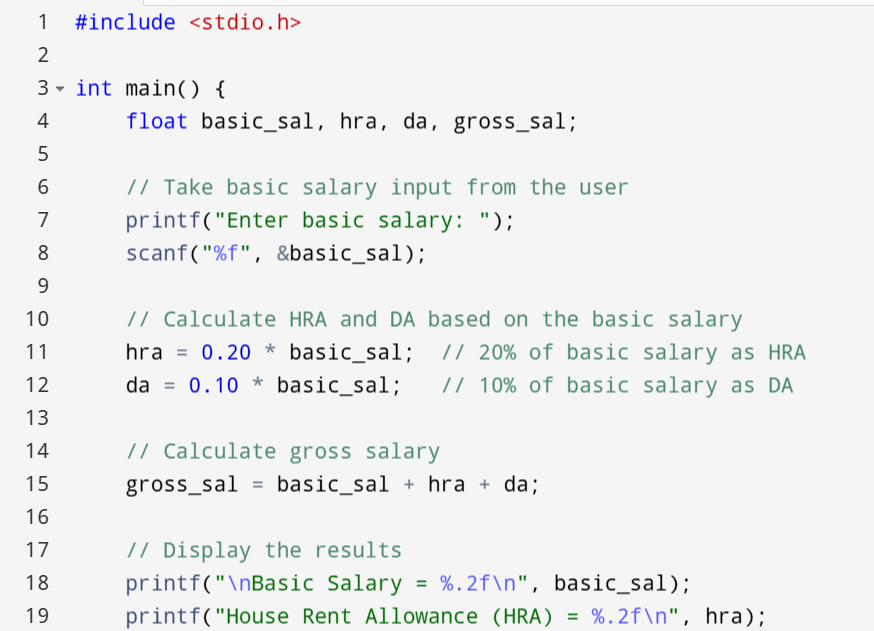 1 #include <stdio.h>
2
3 int main() {
4     float basic_sal, hra, da, gross_sal;
5
6     // Take basic salary input from the user
7     printf("Enter basic salary: ");
8     scanf("%f", &basic_sal);
9
10     // Calculate HRA and DA based on the basic salary
11     hra = 0.20 * basic_sal;  // 20% of basic salary as HRA
12     da = 0.10 * basic_sal;   // 10% of basic salary as DA
13
14     // Calculate gross salary
15     gross_sal = basic_sal + hra + da;
16
17     // Display the results
18     printf("\nBasic Salary = %.2f\n", basic_sal);
19     printf("House Rent Allowance (HRA) = %.2f\n", hra);